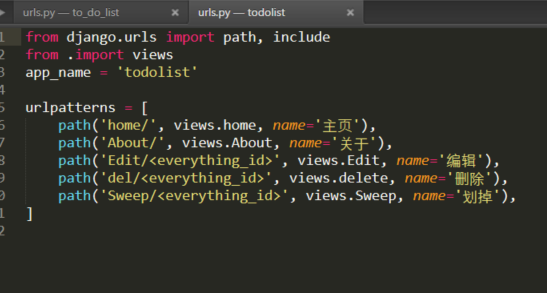 urls.py — to_do_list ×
urls.py — todolist ×
1 from django.urls import path, include
2 from .import views
3 app_name = 'todolist'
4
5 urlpatterns = [
6 path('home/', views.home, name='主页'),
7 path('About/', views.About, name='关于'),
8 path('Edit/<everything_id>', views.Edit, name='编辑'),
9 path('del/<everything_id>', views.delete, name='删除'),
0 path('Sweep/<everything_id>', views.Sweep, name='划掉'),
1 ]
2